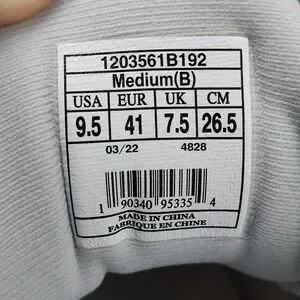 1203561B192
Medium(B)
USA EUR UK CM
9.5 41 7.5 26.5
03/22 4828
1 90340 95335 4
MADE IN CHINA
FABRIQUE EN CHINE